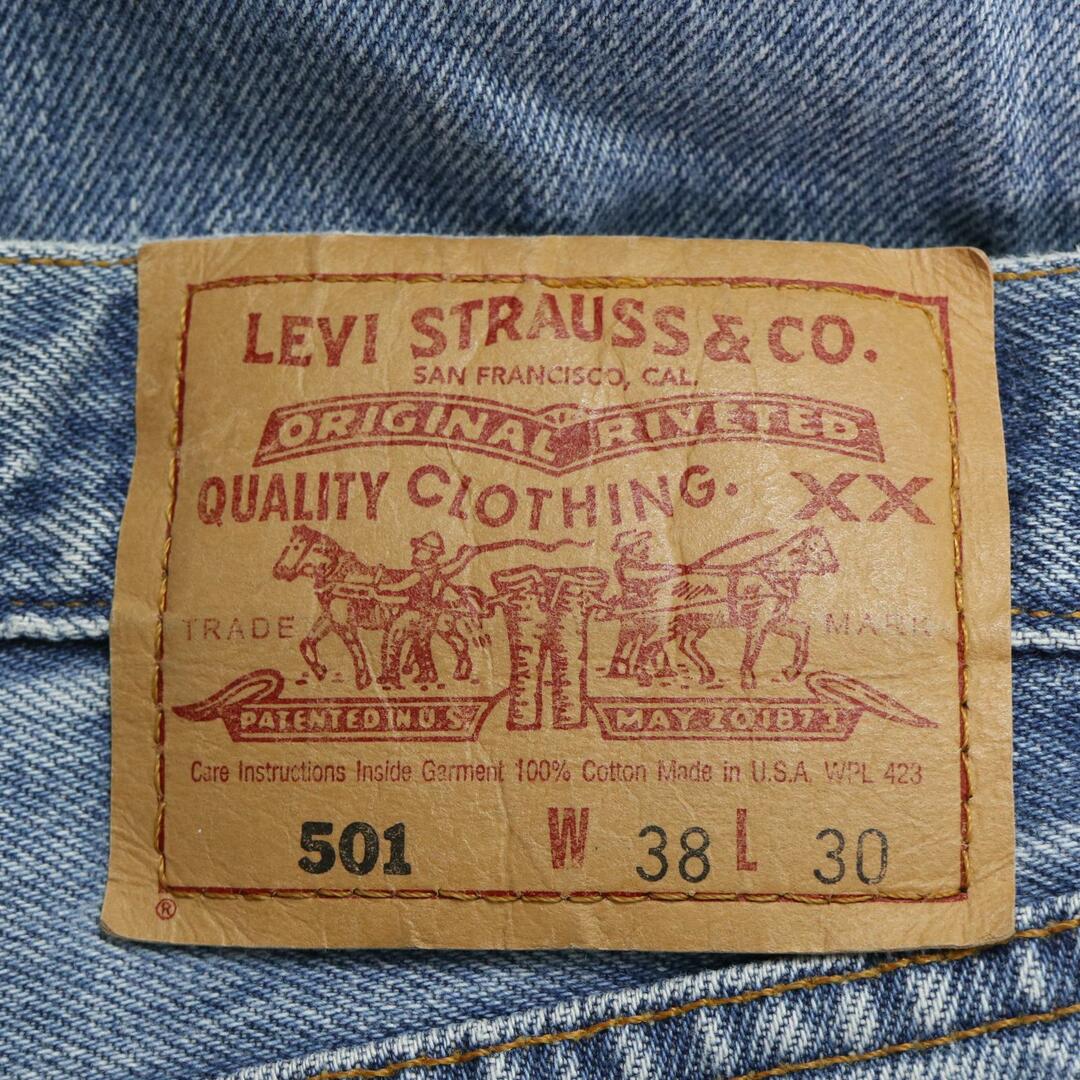 LEVI STRAUSS & CO.
SAN FRANCISCO, CAL.
ORIGINAL RIVETED
QUALITY CLOTHING. XX
TRADE MARK
PATENTED IN U.S. MAY 20 1873
Care Instructions Inside Garment 100% Cotton Made in U.S.A. WPL 423
501 W 38 L 30
®